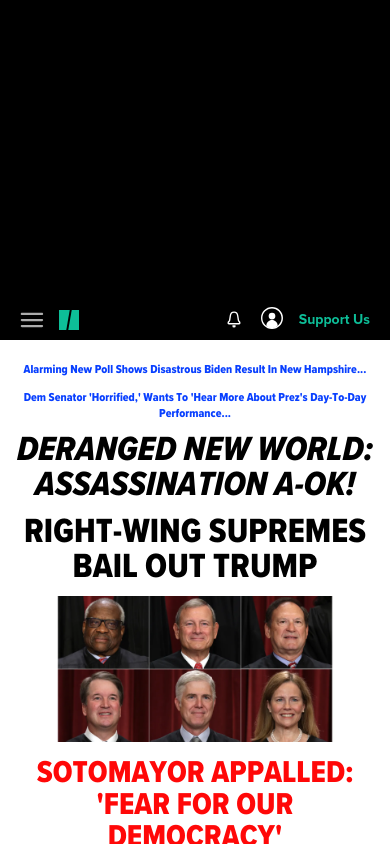 Support Us
Alarming New Poll Shows Disastrous Biden Result In New Hampshire...
Dem Senator 'Horrified,' Wants To 'Hear More About Prez's Day-To-Day
Performance...
DERANGED NEW WORLD:
ASSASSINATION A-OK!
RIGHT-WING SUPREMES
BAIL OUT TRUMP
SOTOMAYOR APPALLED:
'FEAR FOR OUR
DEMOCRACY'